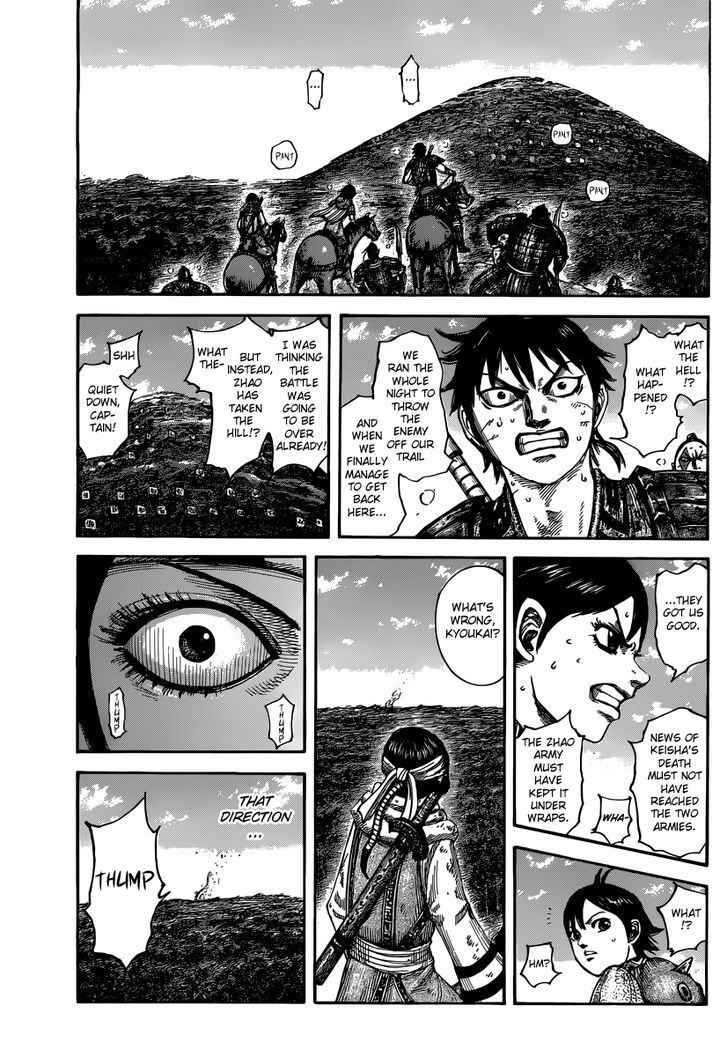 ...
...
PANT
PANT
PANT
WHAT
THE
HELL!?
WHAT
HAP-
PENED
!?
WE
RAN THE
WHOLE
NIGHT TO
THROW
THE
ENEMY
OFF OUR
TRAIL
AND
WHEN
WE
FINALLY
MANAGE
TO GET
BACK
HERE...
I WAS
THINKING
THE
BATTLE
WAS
GOING
TO BE
OVER
ALREADY!
BUT
INSTEAD,
ZHAO
HAS
TAKEN
THE
HILL!?
WHAT
THE-
SHH
QUIET
DOWN,
CAP-
TAIN!
...THEY
GOT US
GOOD.
NEWS OF
KEISHA'S
DEATH
MUST NOT
HAVE
REACHED
THE TWO
ARMIES.
THE ZHAO
ARMY
MUST
HAVE
KEPT IT
UNDER
WRAPS.
WHA-
WHAT
!?
HM?
WHAT'S
WRONG,
KYOUKAI?
THUMP
THUMP
THAT
DIRECTION
...
THUMP